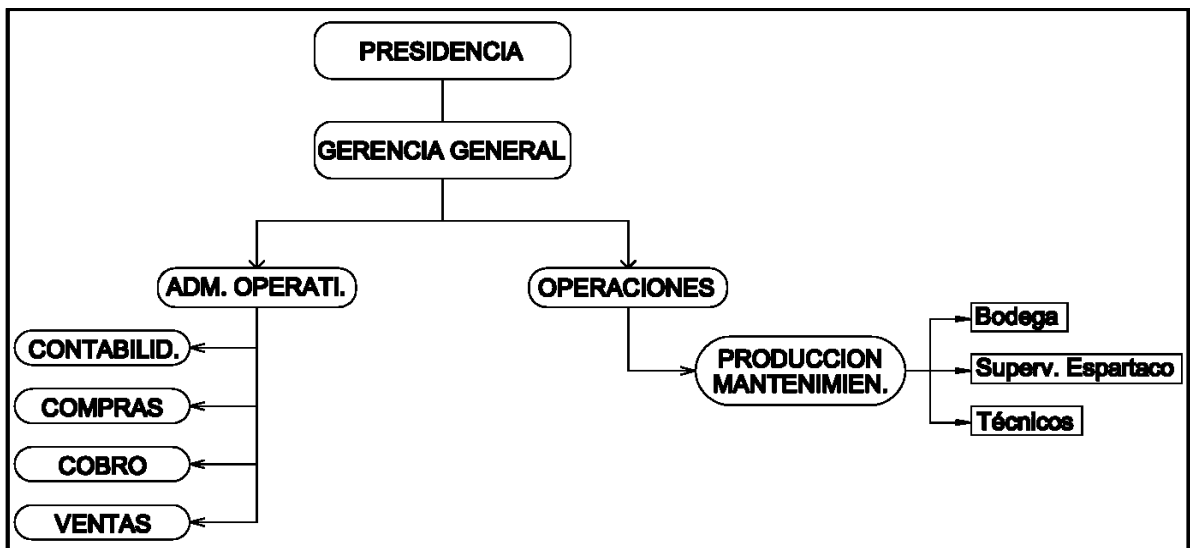 PRESIDENCIA
GERENCIA GENERAL
ADM. OPERATI.
OPERACIONES
CONTABILID.
COMPRAS
COBRO
VENTAS
PRODUCCION
MANTENIMIEN.
Bodega
Superv. Espartaco
Técnicos